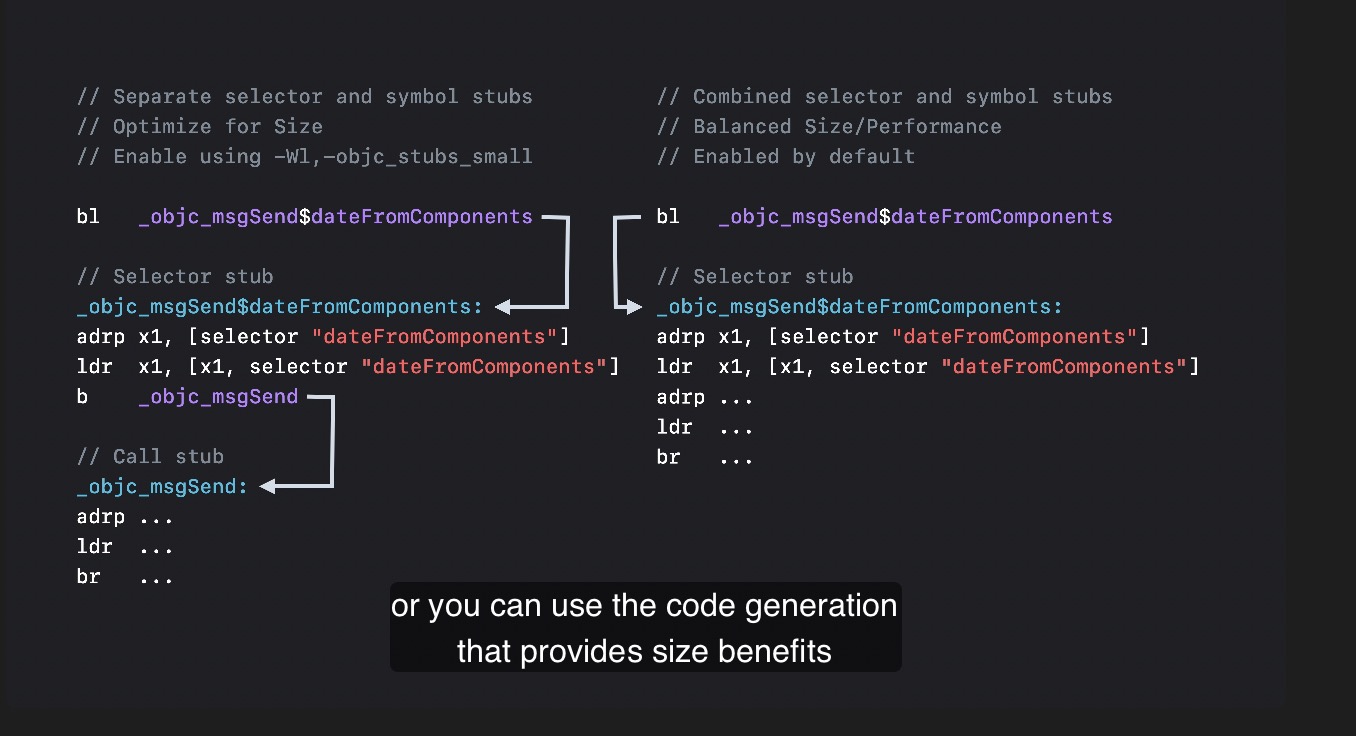 // Separate selector and symbol stubs
// Optimize for Size
// Enable using -Wl,-objc_stubs_small
bl   _objc_msgSend$dateFromComponents
// Selector stub
_objc_msgSend$dateFromComponents:
adrp x1, [selector "dateFromComponents"]
ldr  x1, [x1, selector "dateFromComponents"]
b    _objc_msgSend
// Call stub
_objc_msgSend:
adrp ...
ldr  ...
br   ...
// Combined selector and symbol stubs
// Balanced Size/Performance
// Enabled by default
bl   _objc_msgSend$dateFromComponents
// Selector stub
_objc_msgSend$dateFromComponents:
adrp x1, [selector "dateFromComponents"]
ldr  x1, [x1, selector "dateFromComponents"]
adrp ...
ldr  ...
br   ...
or you can use the code generation
that provides size benefits